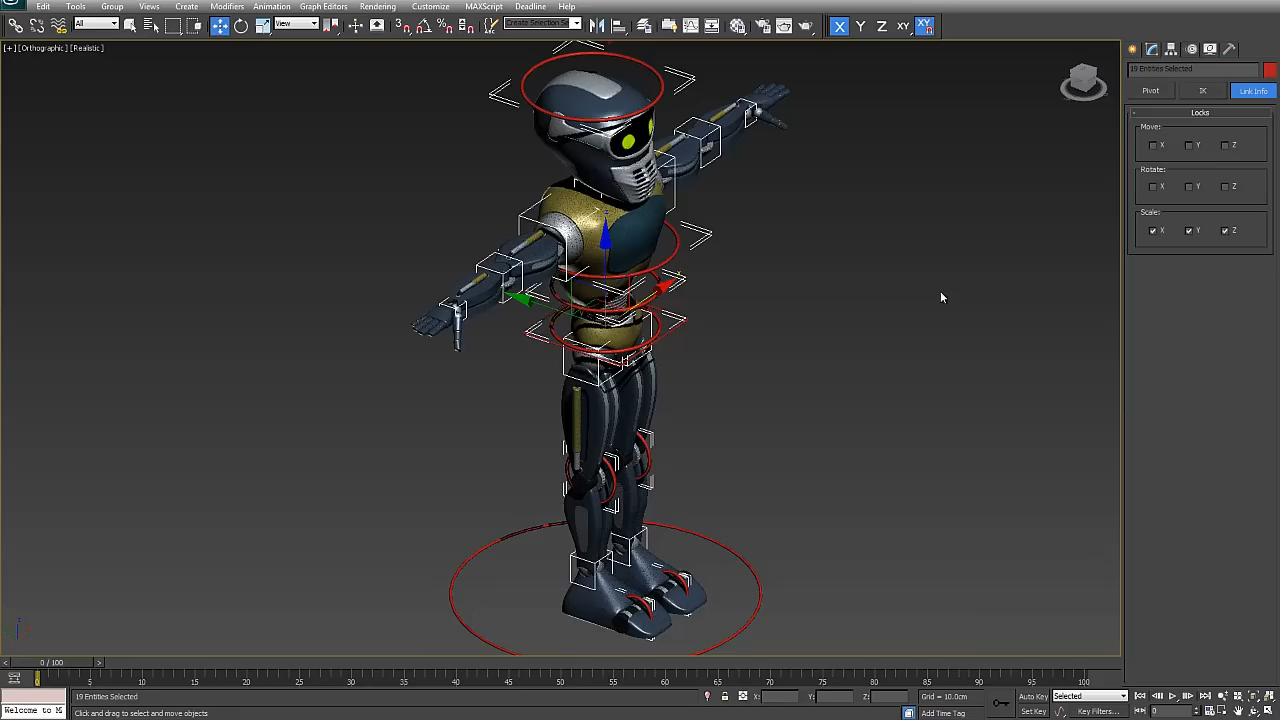 Edit Tools Group Views Create Modifiers Animation Graph Editors Rendering Customize MAXScript Deadline Help
All View Create Selection Se X Y Z XY XY
[+] [Orthographic] [Realistic]
19 Entities Selected
Pivot IK Link Info
- Locks
Move:
X Y Z
Rotate:
X Y Z
Scale:
X Y Z
< 0 / 100 >
0 5 10 15 20 25 30 35 40 45 50 55 60 65 70 75 80 85 90 95 100
19 Entities Selected X: Y: Z: Grid = 10.0cm Auto Key Selected
Welcome to M Click and drag to select and move objects Add Time Tag Set Key Key Filters... 0